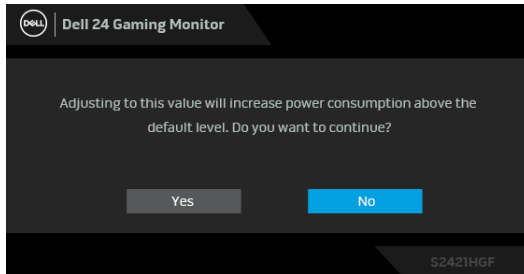 DELL
Dell 24 Gaming Monitor
Adjusting to this value will increase power consumption above the
default level. Do you want to continue?
Yes
No
S2421HGF